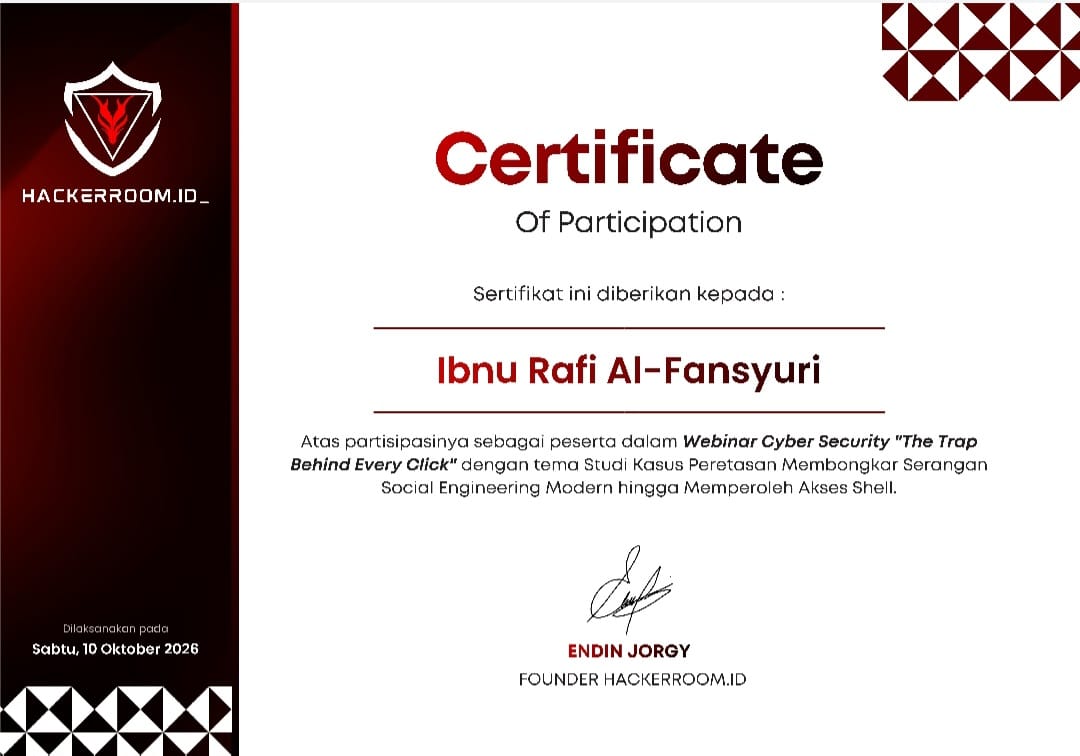 HACKERROOM.ID_
Certificate
Of Participation
Sertifikat ini diberikan kepada :
Ibnu Rafi Al-Fansyuri
Atas partisipasinya sebagai peserta dalam Webinar Cyber Security "The Trap
Behind Every Click" dengan tema Studi Kasus Peretasan Membongkar Serangan
Social Engineering Modern hingga Memperoleh Akses Shell.
ENDIN JORGY
FOUNDER HACKERROOM.ID
Dilaksanakan pada
Sabtu, 10 Oktober 2026